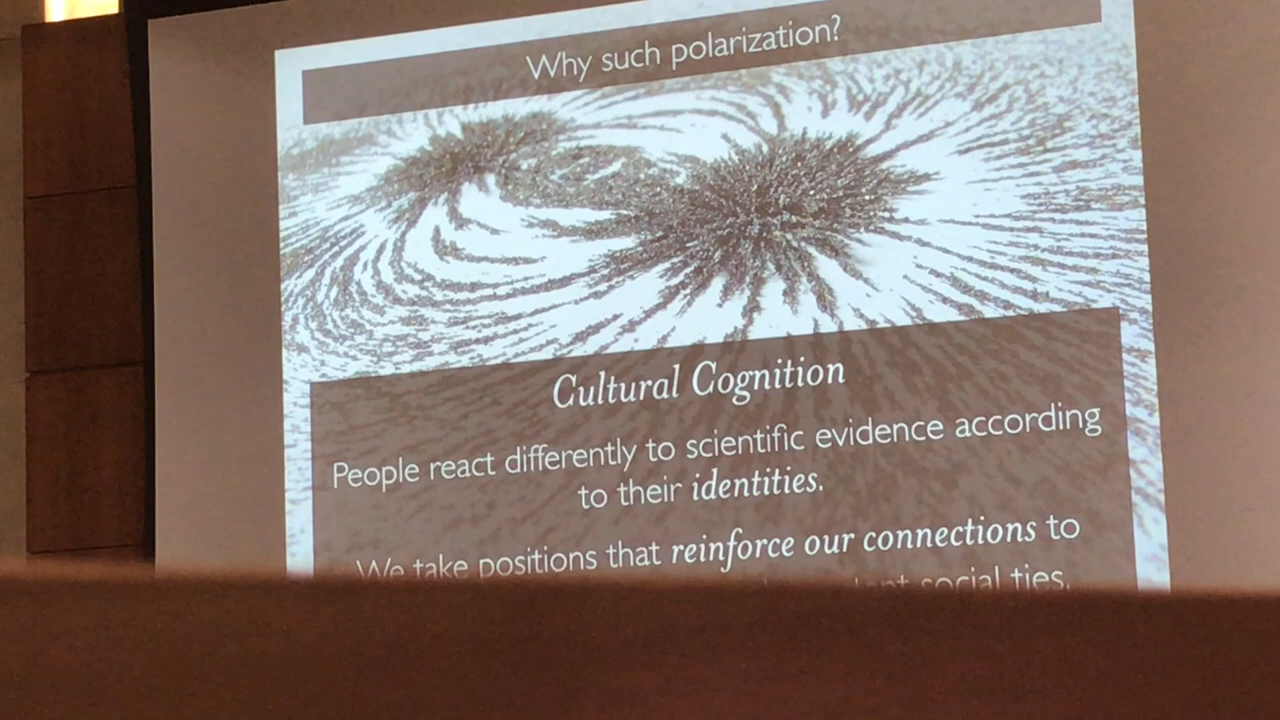 Why such polarization?
Cultural Cognition
People react differently to scientific evidence according
to their identities.
We take positions that reinforce our connections to
social ties.